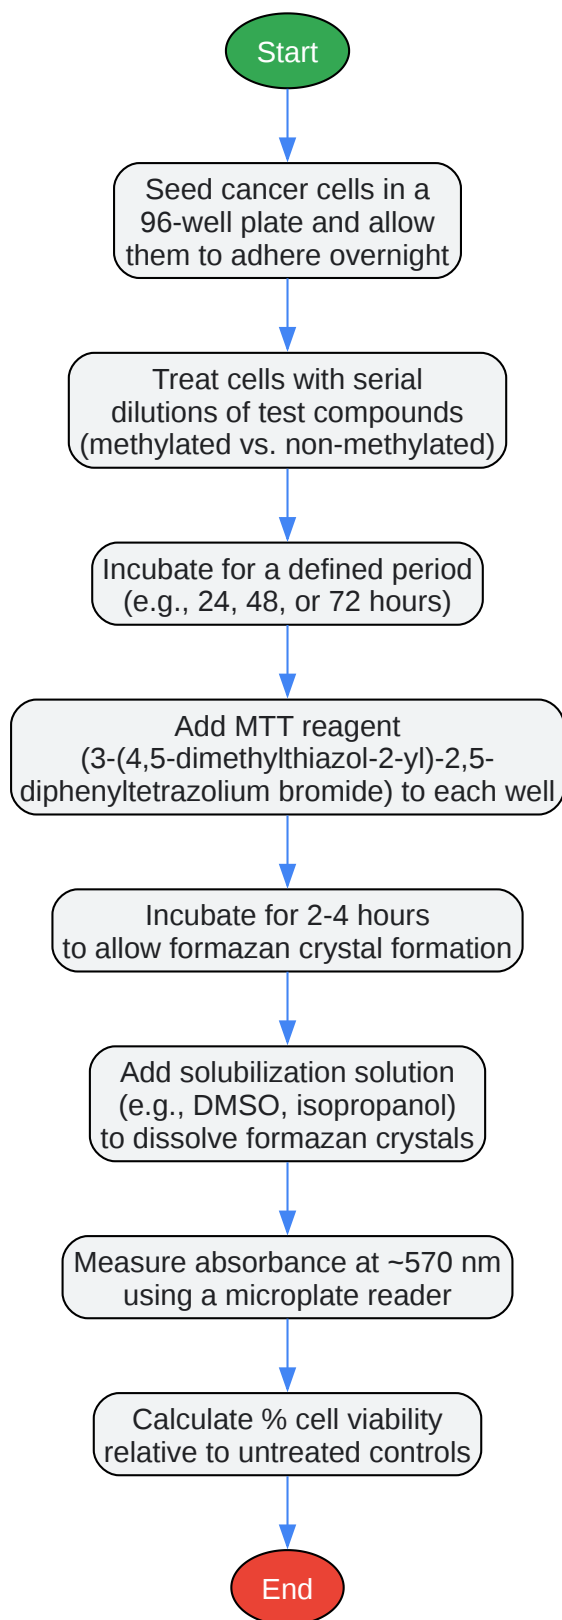 Start
Seed cancer cells in a
96-well plate and allow
them to adhere overnight
Treat cells with serial
dilutions of test compounds
(methylated vs. non-methylated)
Incubate for a defined period
(e.g., 24, 48, or 72 hours)
Add MTT reagent
(3-(4,5-dimethylthiazol-2-yl)-2,5-
diphenyltetrazolium bromide) to each well
Incubate for 2-4 hours
to allow formazan crystal formation
Add solubilization solution
(e.g., DMSO, isopropanol)
to dissolve formazan crystals
Measure absorbance at ~570 nm
using a microplate reader
Calculate % cell viability
relative to untreated controls
End